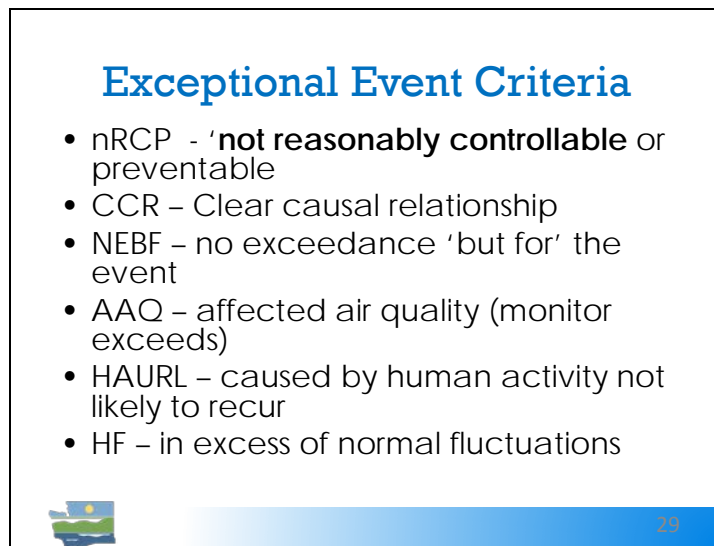 Exceptional Event Criteria
• nRCP - ‘not reasonably controllable or
preventable
• CCR – Clear causal relationship
• NEBF – no exceedance ‘but for’ the
event
• AAQ – affected air quality (monitor
exceeds)
• HAURL – caused by human activity not
likely to recur
• HF – in excess of normal fluctuations
29